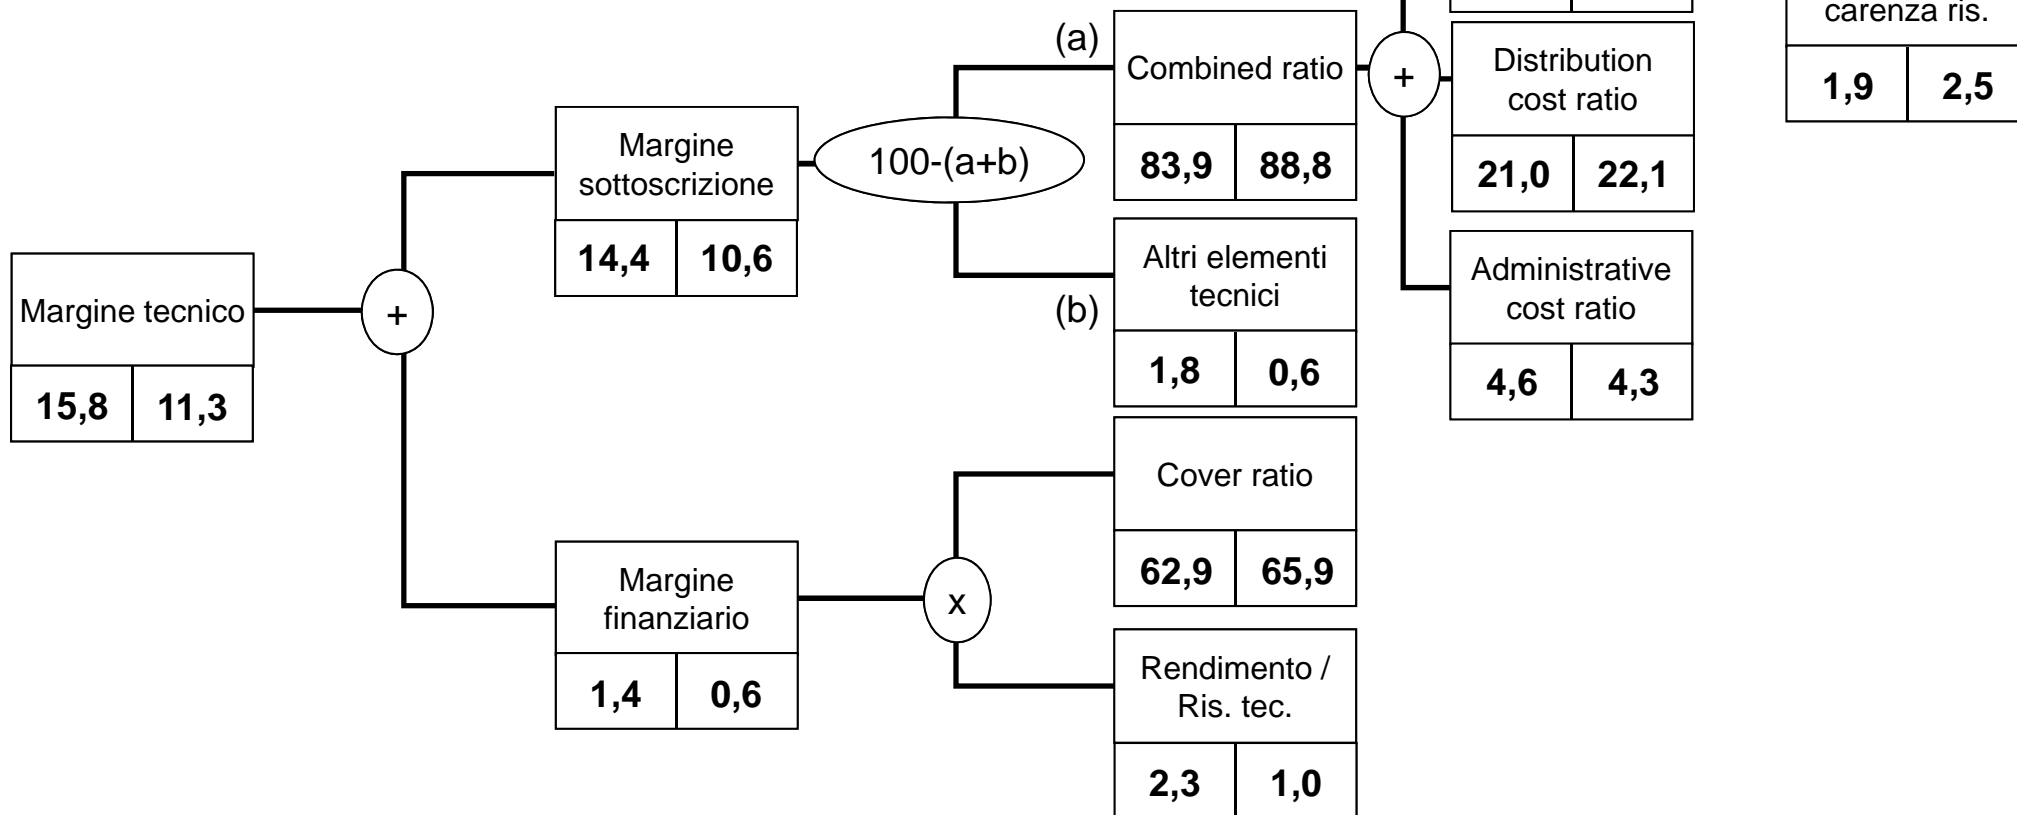 carenza ris.
1,9 2,5
(a)
Combined ratio
83,9 88,8
+
Distribution
cost ratio
21,0 22,1
Margine
sottoscrizione
14,4 10,6
100-(a+b)
Altri elementi
tecnici
(b)
1,8 0,6
Administrative
cost ratio
4,6 4,3
Margine tecnico
15,8 11,3
+
Cover ratio
62,9 65,9
Margine
finanziario
1,4 0,6
x
Rendimento /
Ris. tec.
2,3 1,0